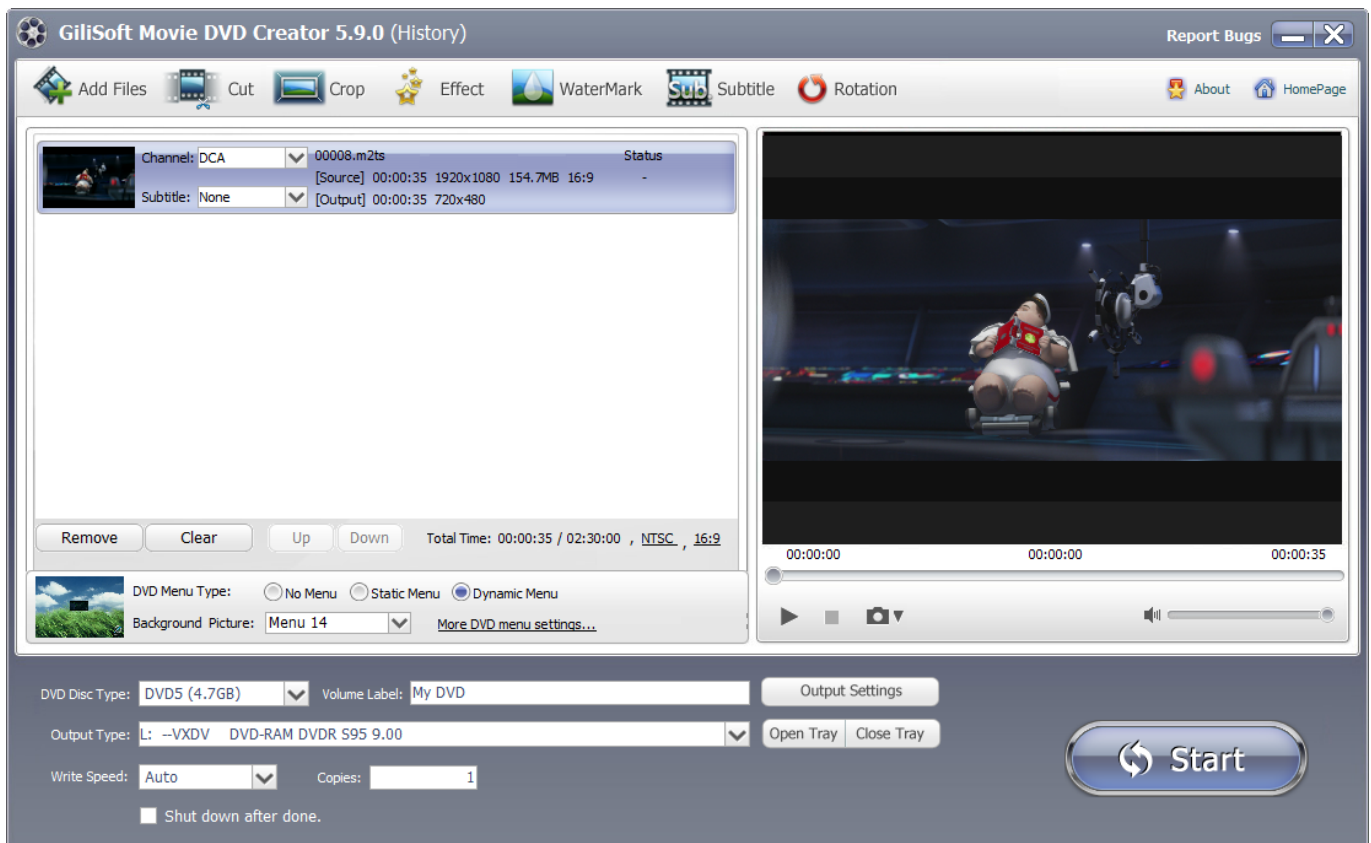 GiliSoft Movie DVD Creator 5.9.0 (History)
Report Bugs
Add Files Cut Crop Effect WaterMark Sub Subtitle Rotation About HomePage
Channel: DCA 00008.m2ts Status
[Source] 00:00:35 1920x1080 154.7MB 16:9 -
Subtitle: None [Output] 00:00:35 720x480
Remove Clear Up Down Total Time: 00:00:35 / 02:30:00 , NTSC , 16:9
00:00:00 00:00:00 00:00:35
DVD Menu Type: No Menu Static Menu Dynamic Menu
Background Picture: Menu 14 More DVD menu settings...
DVD Disc Type: DVD5 (4.7GB) Volume Label: My DVD Output Settings
Output Type: L: --VXDV DVD-RAM DVDR S95 9.00 Open Tray Close Tray
Start
Write Speed: Auto Copies: 1
Shut down after done.